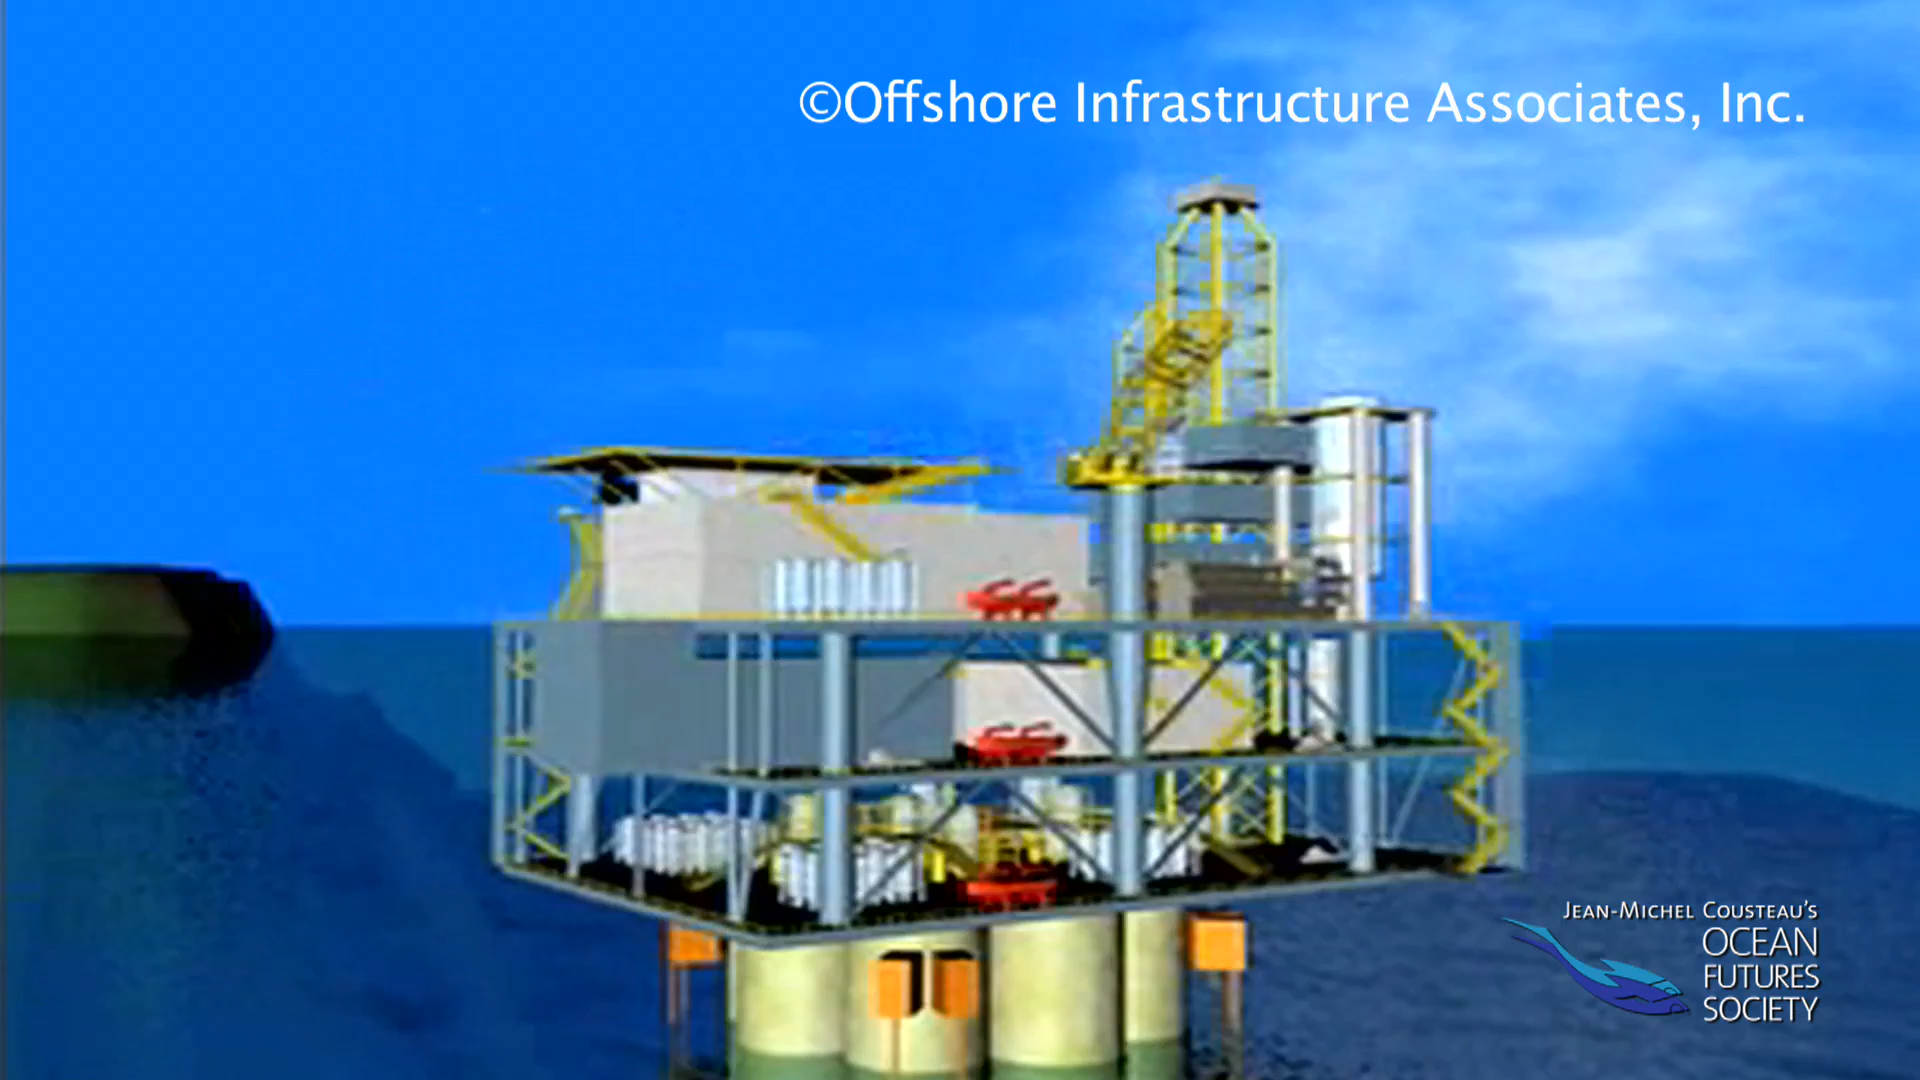 ©Offshore Infrastructure Associates, Inc.
Jean-Michel Cousteau's
OCEAN
FUTURES
SOCIETY